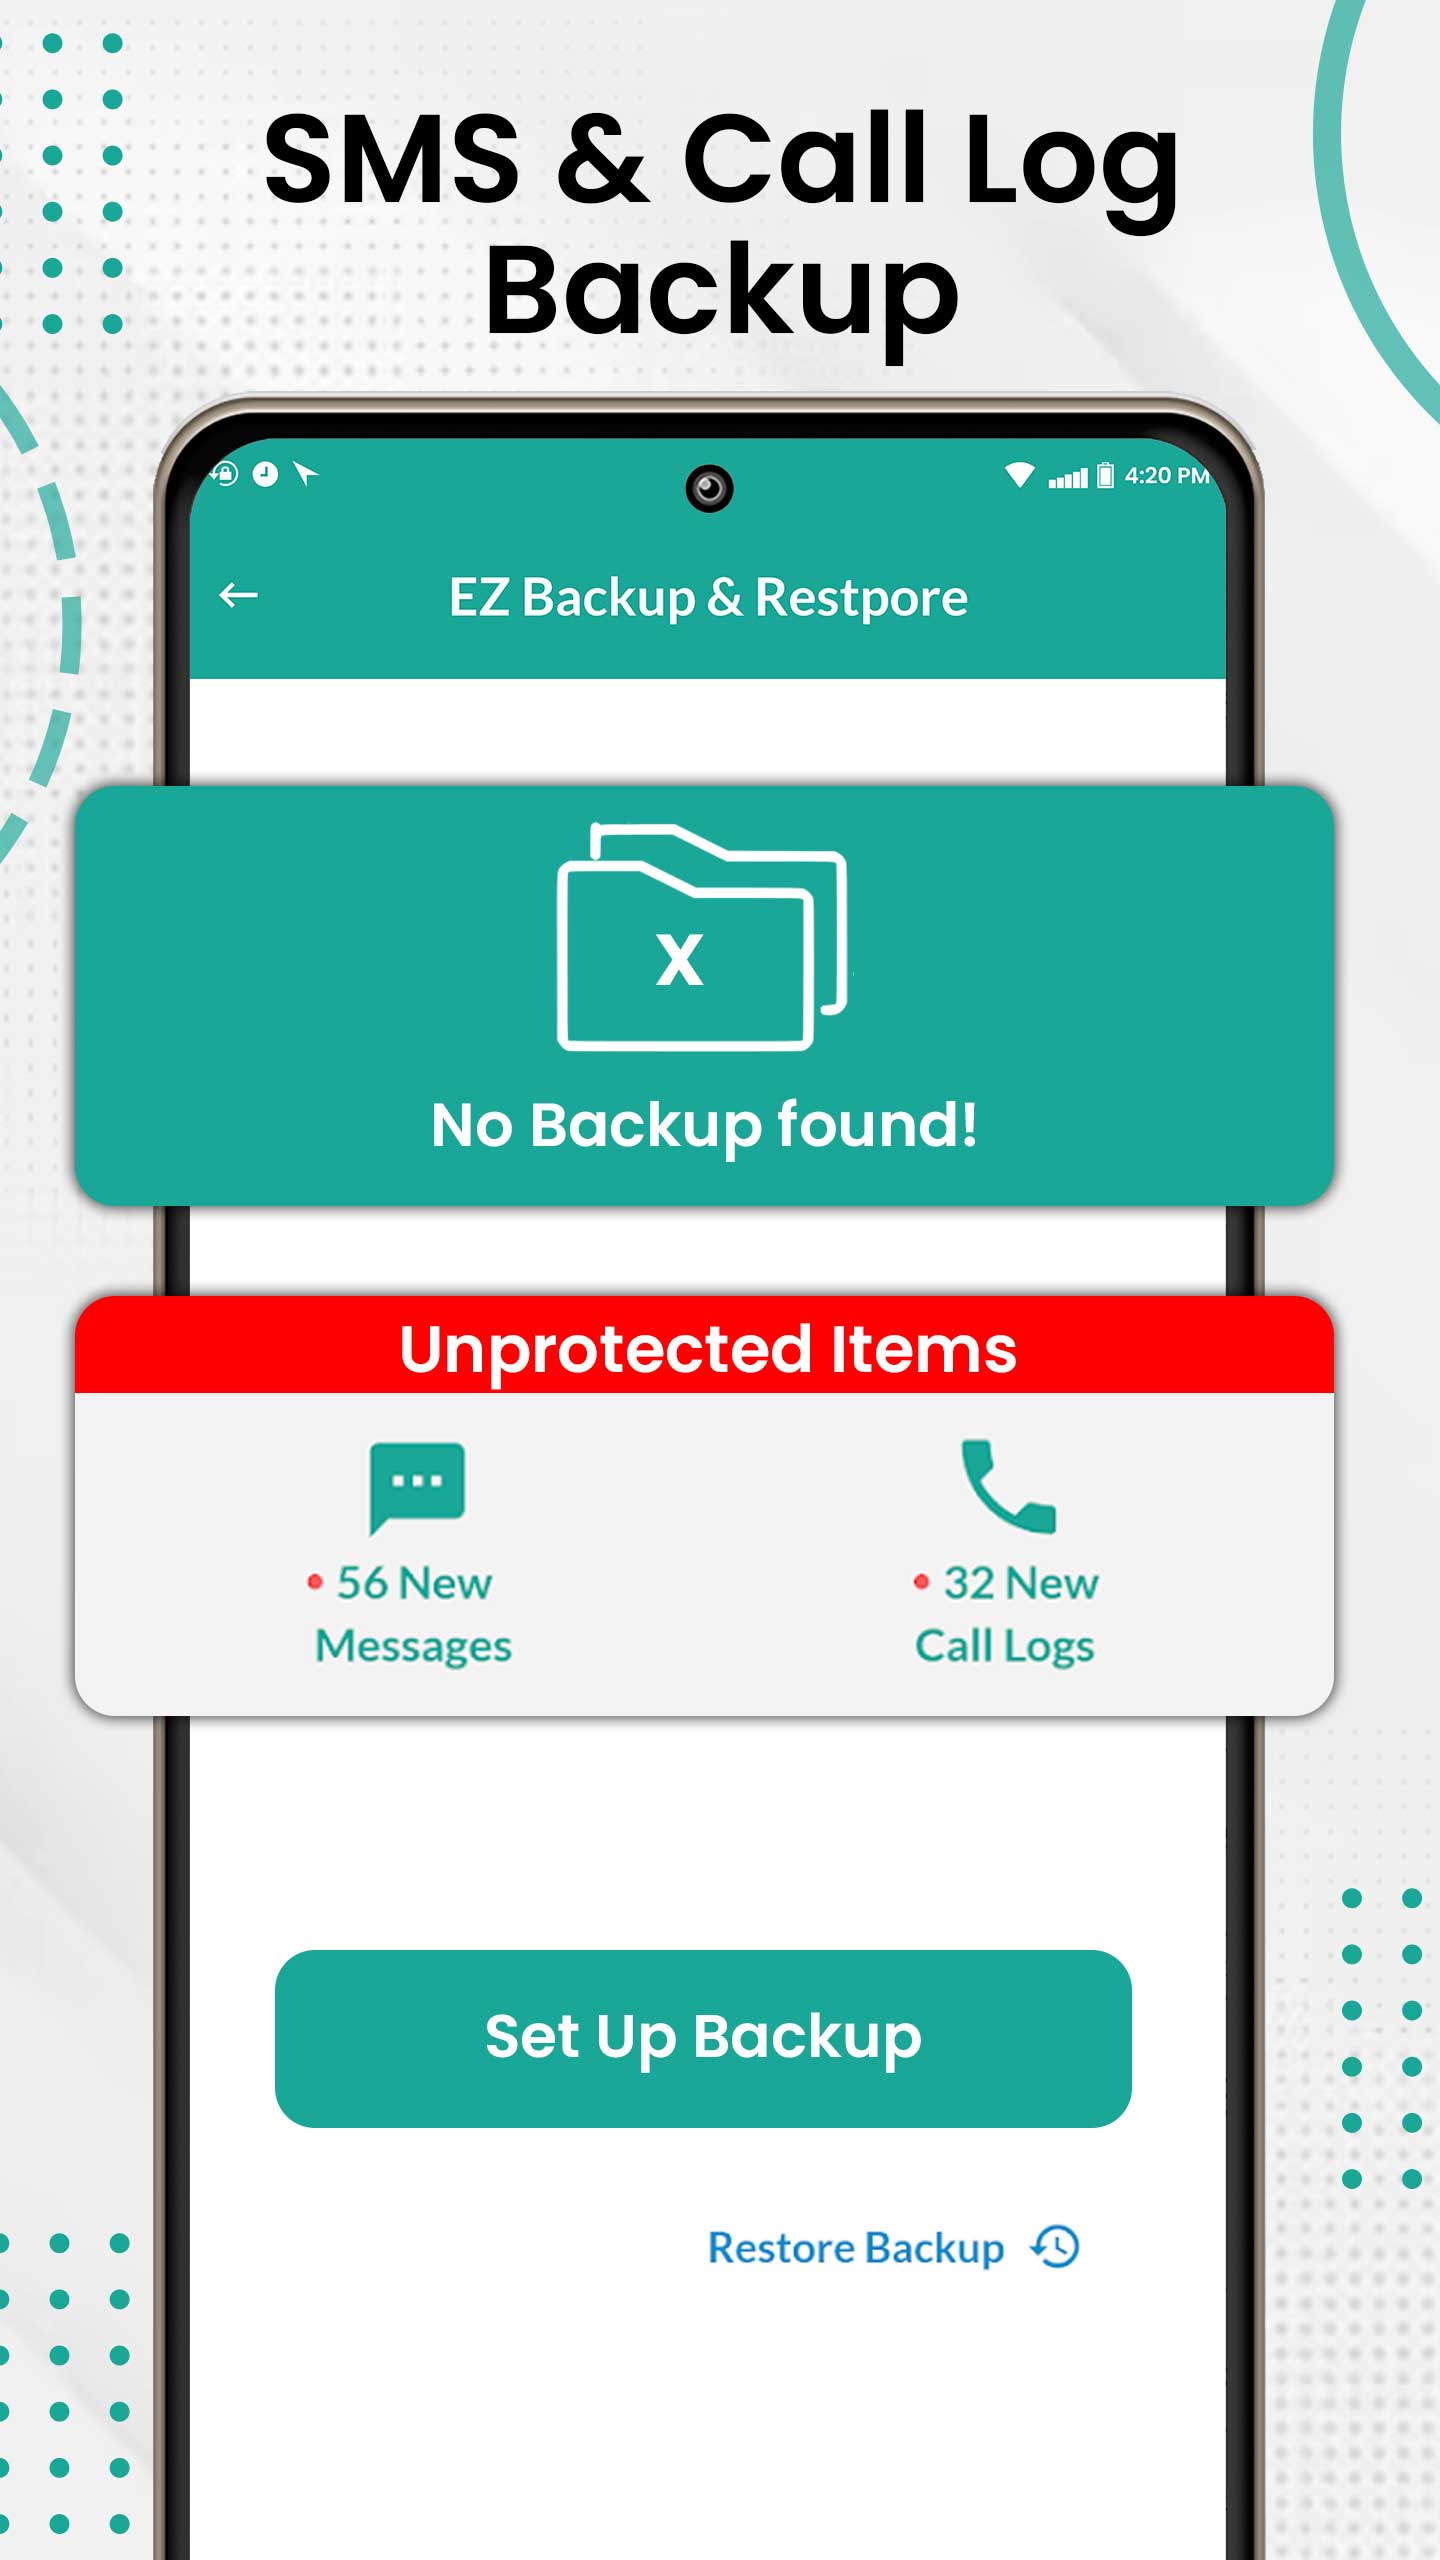 SMS & Call Log
Backup
4:20 PM
EZ Backup & Restpore
X
No Backup found!
Unprotected Items
56 New
Messages
32 New
Call Logs
Set Up Backup
Restore Backup